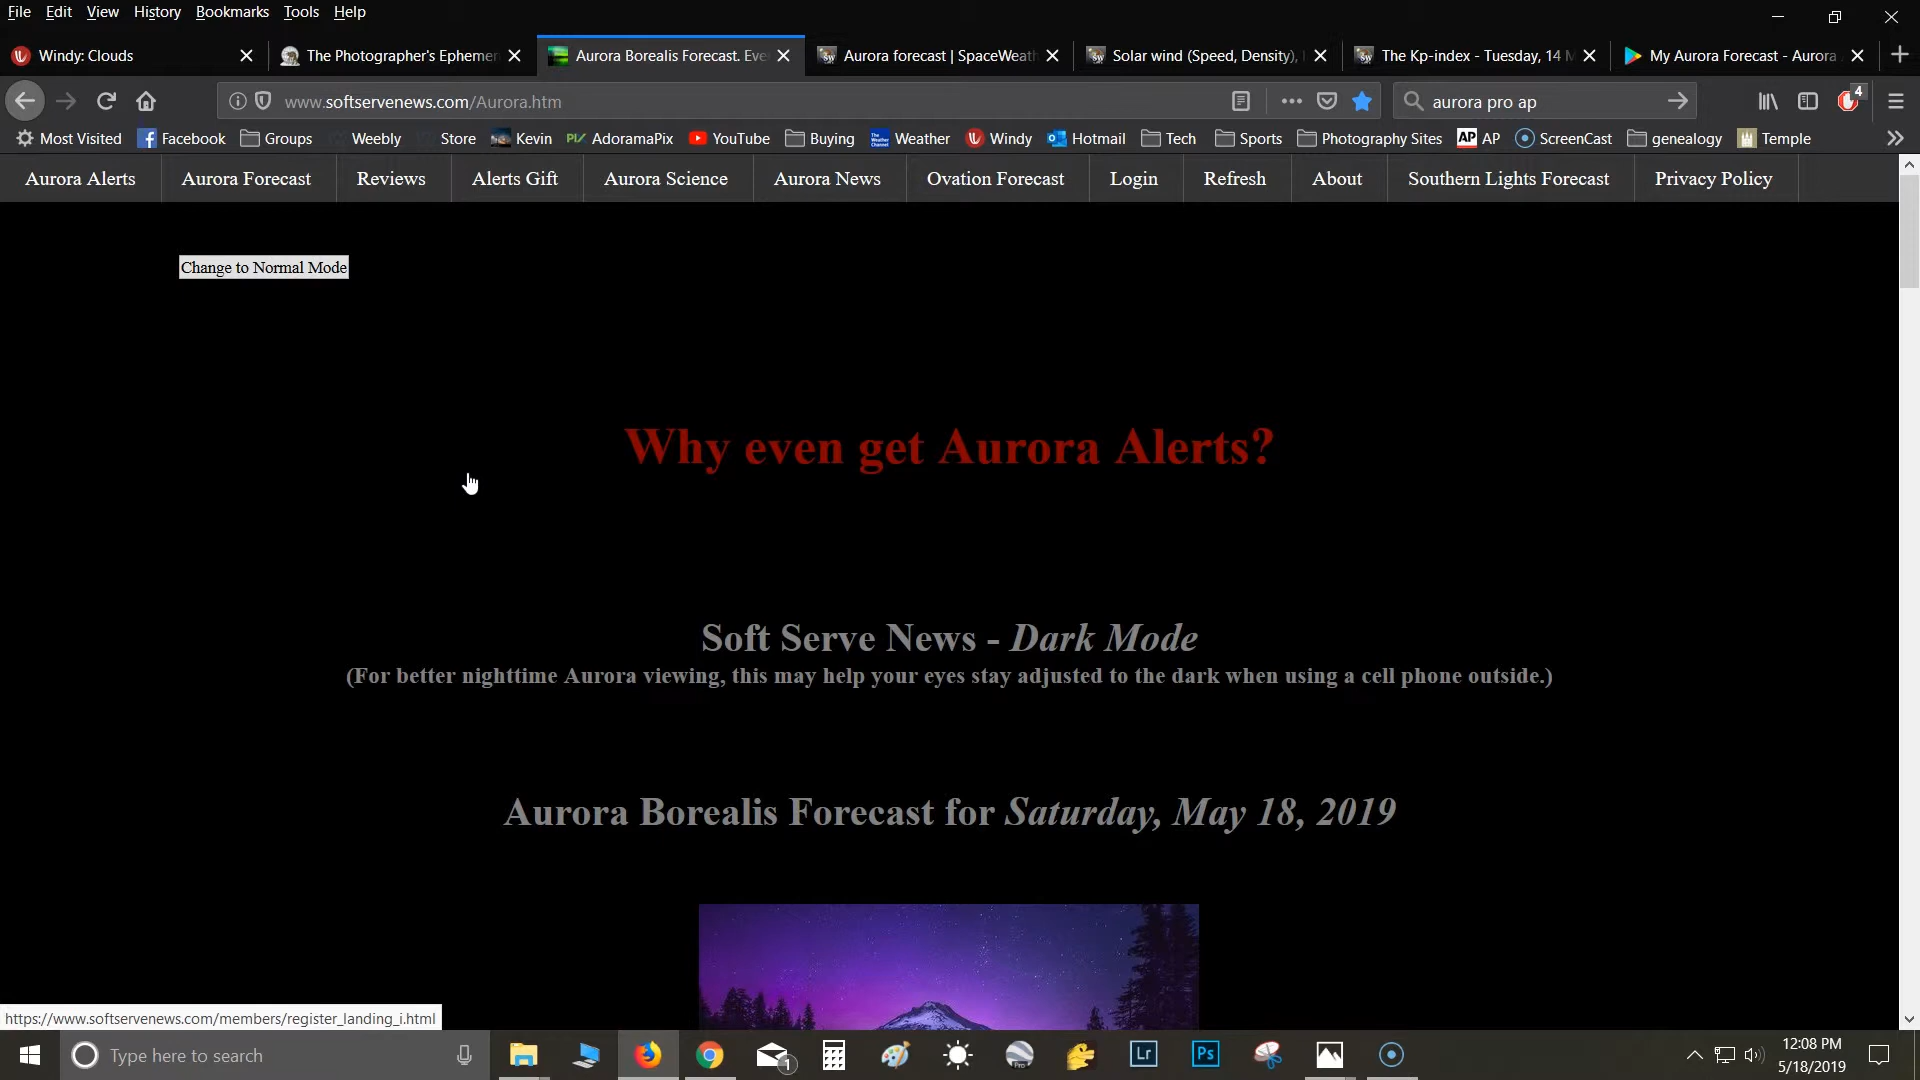 File Edit View History Bookmarks Tools Help
Windy: Clouds
The Photographer's Ephemer
Aurora Borealis Forecast. Eve
Aurora forecast | SpaceWeath
Solar wind (Speed, Density),
The Kp-index - Tuesday, 14 M
My Aurora Forecast - Aurora
www.softservenews.com/Aurora.htm
aurora pro ap
4
Most Visited Facebook Groups Weebly Store Kevin PIX AdoramaPix YouTube Buying Weather Windy Hotmail Tech Sports Photography Sites AP AP ScreenCast genealogy Temple
Aurora Alerts Aurora Forecast Reviews Alerts Gift Aurora Science Aurora News Ovation Forecast Login Refresh About Southern Lights Forecast Privacy Policy
Change to Normal Mode
Why even get Aurora Alerts?
Soft Serve News - Dark Mode
(For better nighttime Aurora viewing, this may help your eyes stay adjusted to the dark when using a cell phone outside.)
Aurora Borealis Forecast for Saturday, May 18, 2019
https://www.softservenews.com/members/register_landing_i.html
Type here to search
1
Lr
Ps
12:08 PM
5/18/2019